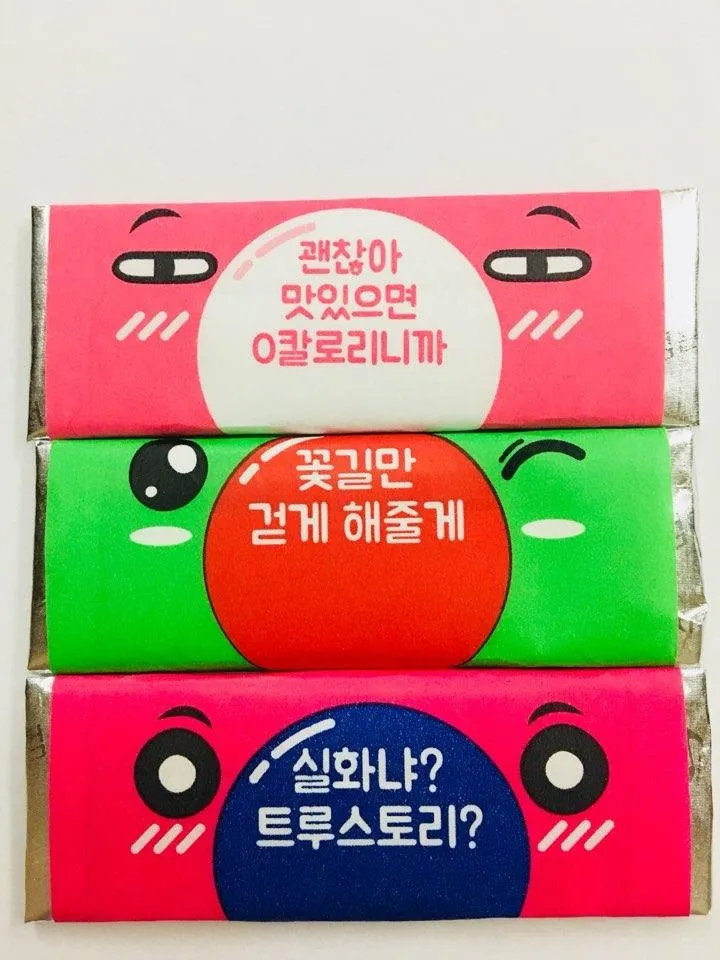 괜찮아
맛있으면
0칼로리니까
꽃길만
걷게 해줄게
실화냐?
트루스토리?